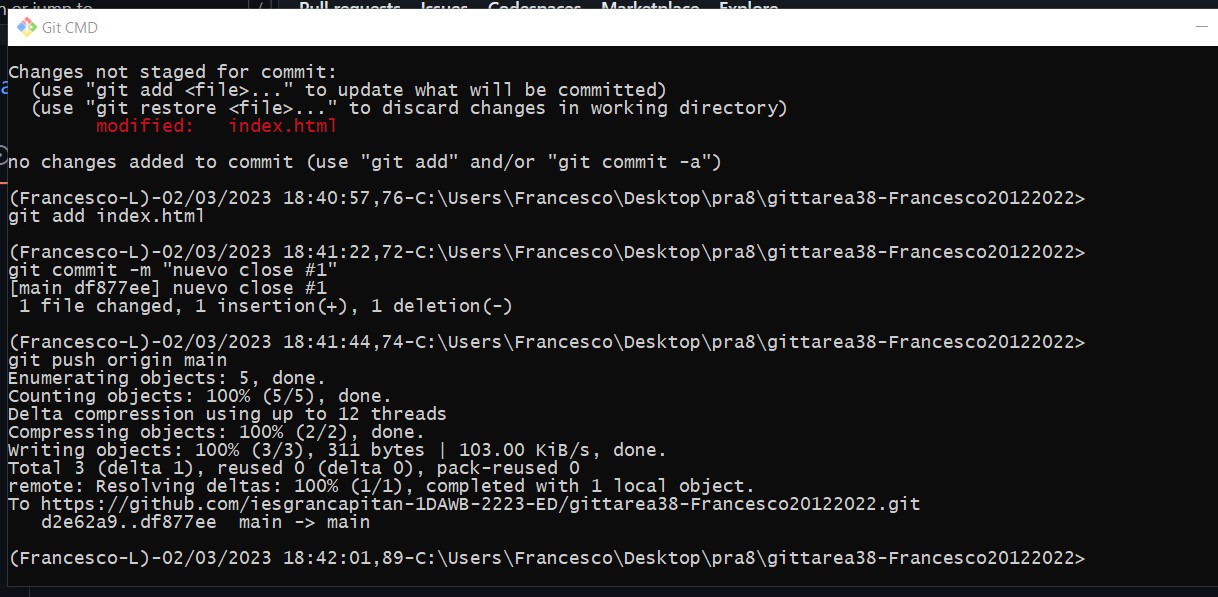 or jump to
/
Pull requests Issues Codespaces Marketplace Explore
Git CMD
Changes not staged for commit:
  (use "git add <file>..." to update what will be committed)
  (use "git restore <file>..." to discard changes in working directory)
        modified:   index.html
no changes added to commit (use "git add" and/or "git commit -a")
(Francesco-L)-02/03/2023 18:40:57,76-C:\Users\Francesco\Desktop\pra8\gittarea38-Francesco20122022>
git add index.html
(Francesco-L)-02/03/2023 18:41:22,72-C:\Users\Francesco\Desktop\pra8\gittarea38-Francesco20122022>
git commit -m "nuevo close #1"
[main df877ee] nuevo close #1
 1 file changed, 1 insertion(+), 1 deletion(-)
(Francesco-L)-02/03/2023 18:41:44,74-C:\Users\Francesco\Desktop\pra8\gittarea38-Francesco20122022>
git push origin main
Enumerating objects: 5, done.
Counting objects: 100% (5/5), done.
Delta compression using up to 12 threads
Compressing objects: 100% (2/2), done.
Writing objects: 100% (3/3), 311 bytes | 103.00 KiB/s, done.
Total 3 (delta 1), reused 0 (delta 0), pack-reused 0
remote: Resolving deltas: 100% (1/1), completed with 1 local object.
To https://github.com/iesgrancapitan-1DAWB-2223-ED/gittarea38-Francesco20122022.git
   d2e62a9..df877ee  main -> main
(Francesco-L)-02/03/2023 18:42:01,89-C:\Users\Francesco\Desktop\pra8\gittarea38-Francesco20122022>